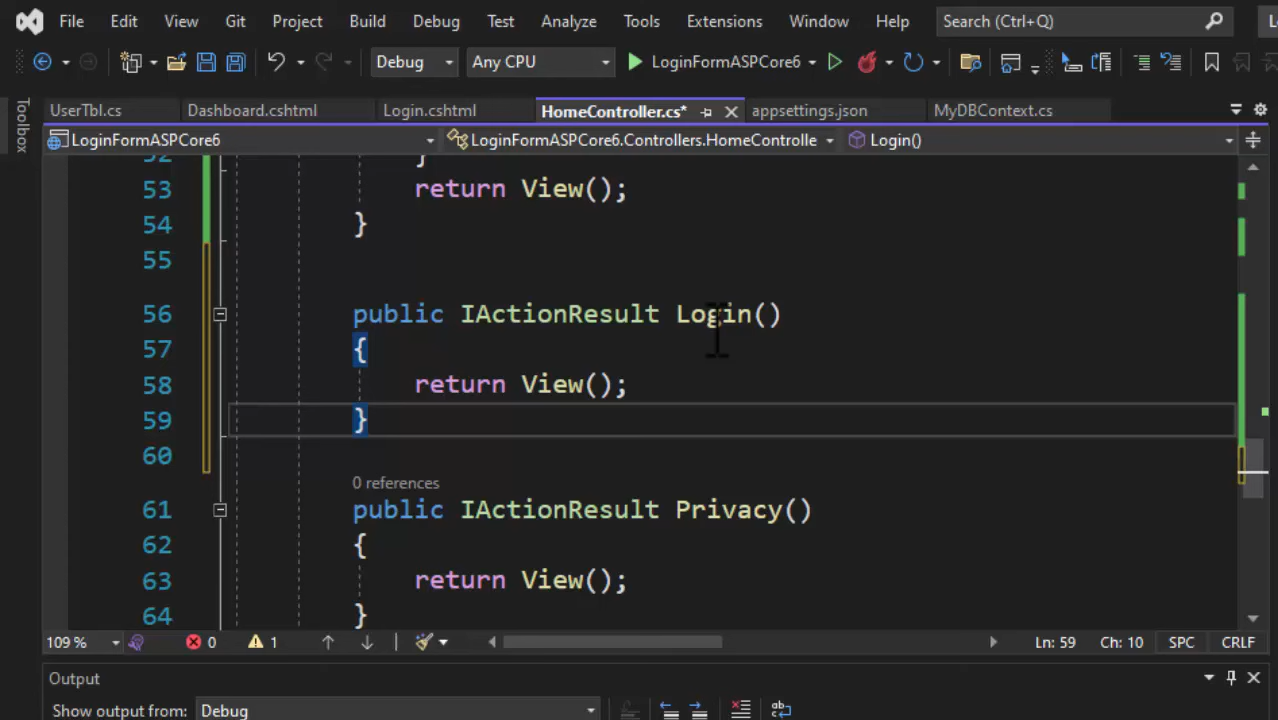 File Edit View Git Project Build Debug Test Analyze Tools Extensions Window Help Search (Ctrl+Q)
Debug Any CPU LoginFormASPCore6
Toolbox
UserTbl.cs Dashboard.cshtml Login.cshtml HomeController.cs* appsettings.json MyDBContext.cs
LoginFormASPCore6 LoginFormASPCore6.Controllers.HomeControlle Login()
52 }
53 return View();
54 }
55
56 public IActionResult Login()
57 {
58 return View();
59 }
60
0 references
61 public IActionResult Privacy()
62 {
63 return View();
64 }
109 % 0 1 Ln: 59 Ch: 10 SPC CRLF
Output
Show output from: Debug